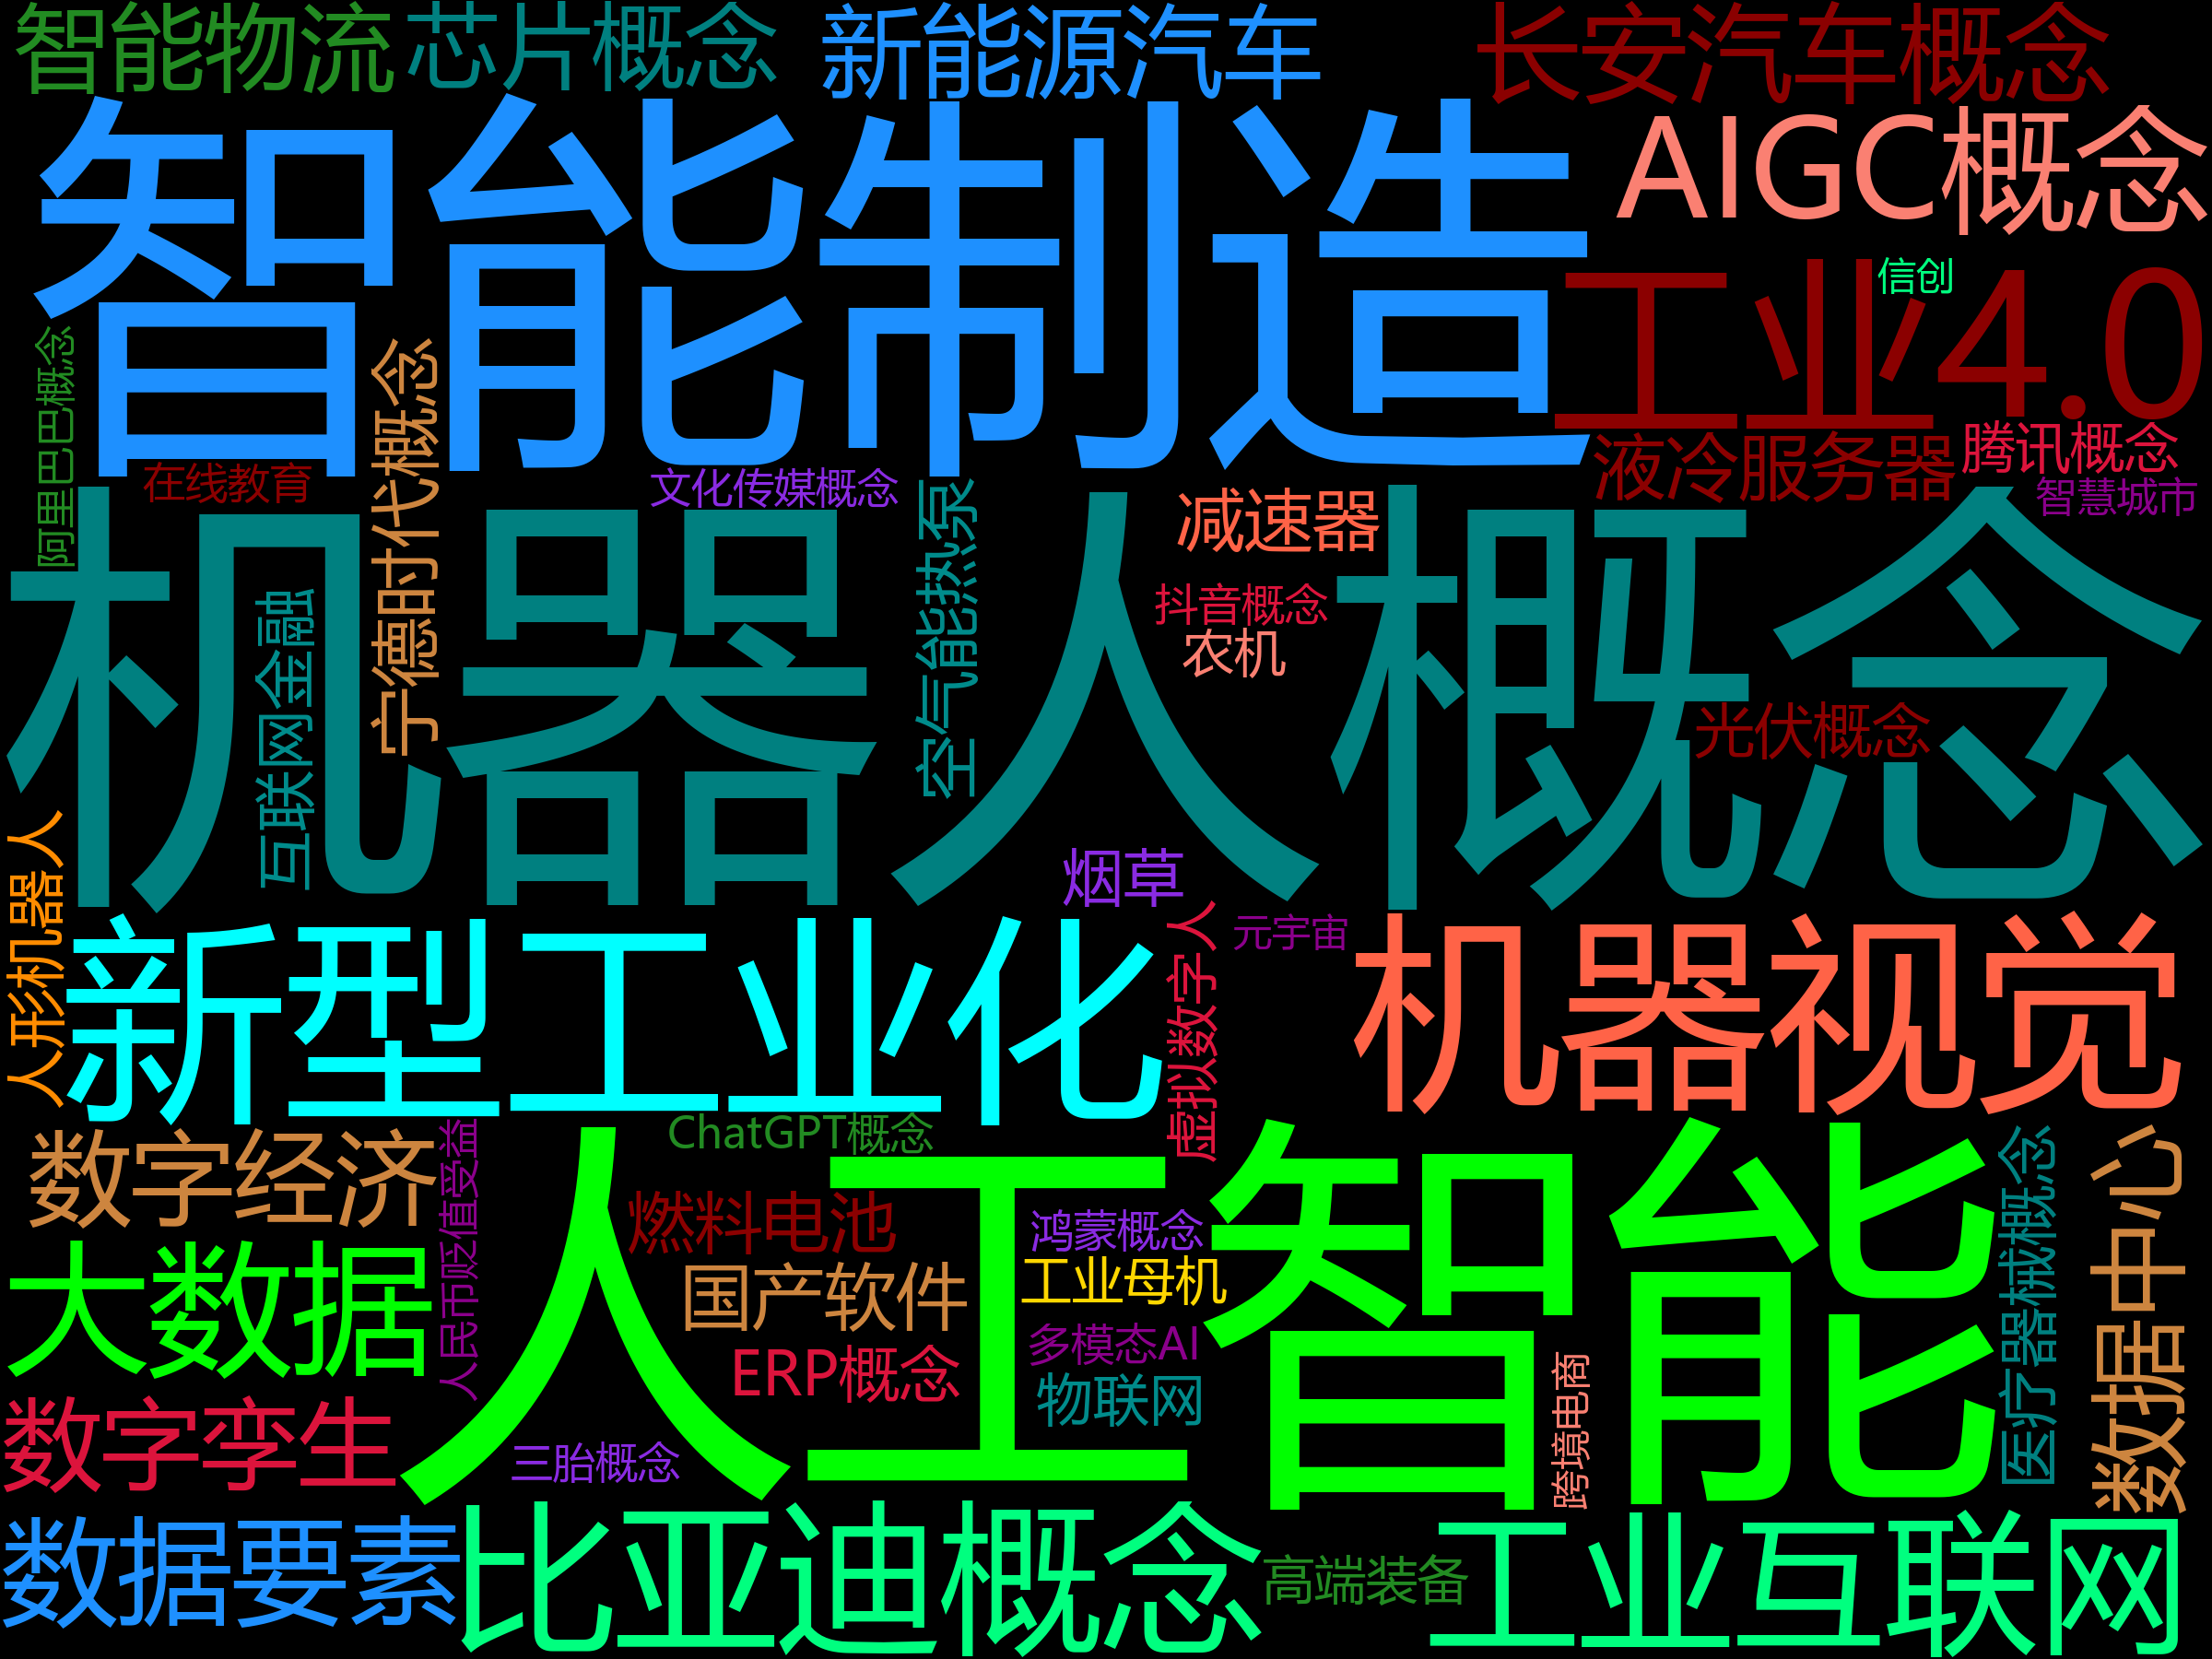 智能物流
芯片概念
新能源汽车
长安汽车概念
智能制造
AIGC概念
工业4.0
信创
阿里巴巴概念
在线教育
宁德时代概念
文化传媒概念
液冷服务器
腾讯概念
智慧城市
机器人概念
减速器
空气能热泵
抖音概念
农机
互联网金融
光伏概念
人形机器人
烟草
新型工业化
虚拟数字人
元宇宙
机器视觉
ChatGPT概念
数字经济
人民币贬值受益
人工智能
燃料电池
鸿蒙概念
医疗器械概念
数据中心
大数据
国产软件
工业母机
ERP概念
多模态AI
物联网
跨境电商
数字孪生
三胎概念
数据要素
比亚迪概念
高端装备
工业互联网